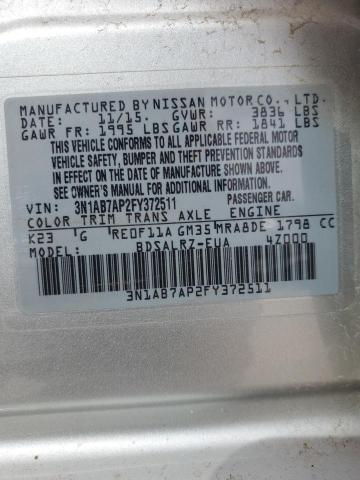 MANUFACTURED BY NISSAN MOTOR CO., LTD.
DATE: 11/15. GVWR: 3836 LBS
GAWR FR: 1995 LBS GAWR RR: 1841 LBS
THIS VEHICLE CONFORMS TO ALL APPLICABLE FEDERAL MOTOR
VEHICLE SAFETY, BUMPER AND THEFT PREVENTION STANDARDS
IN EFFECT ON THE DATE OF MANUFACTURE SHOWN ABOVE.
SEE OWNER'S MANUAL FOR MORE INFORMATION.
VIN: 3N1AB7AP2FY372511 PASSENGER CAR.
COLOR TRIM TRANS AXLE ENGINE
K23 'G RE0F11A GM35 MRA8DE 1798 CC
MODEL: BDSALRZ-EUA 4Z000
3N1AB7AP2FY372511